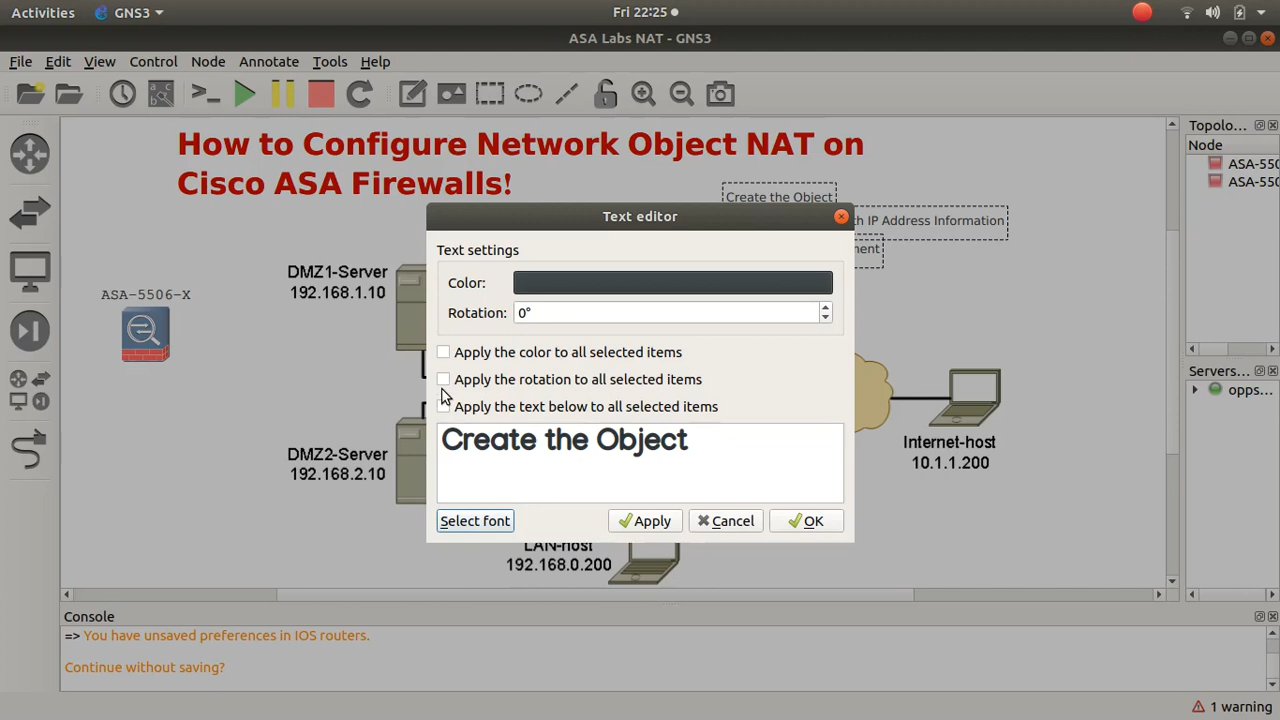 Activities GNS3 Fri 22:25
ASA Labs NAT - GNS3
File Edit View Control Node Annotate Tools Help
How to Configure Network Object NAT on
Cisco ASA Firewalls!
Topolo...
Node
ASA-550
ASA-550
Create the Object
th IP Address Information
ment
Text editor
Text settings
Color:
Rotation: 0°
Apply the color to all selected items
Apply the rotation to all selected items
Apply the text below to all selected items
Create the Object
Select font Apply Cancel OK
DMZ1-Server
192.168.1.10
ASA-5506-X
DMZ2-Server
192.168.2.10
Internet-host
10.1.1.200
LAN-host
192.168.0.200
Servers...
opps...
Console
=> You have unsaved preferences in IOS routers.
Continue without saving?
1 warning